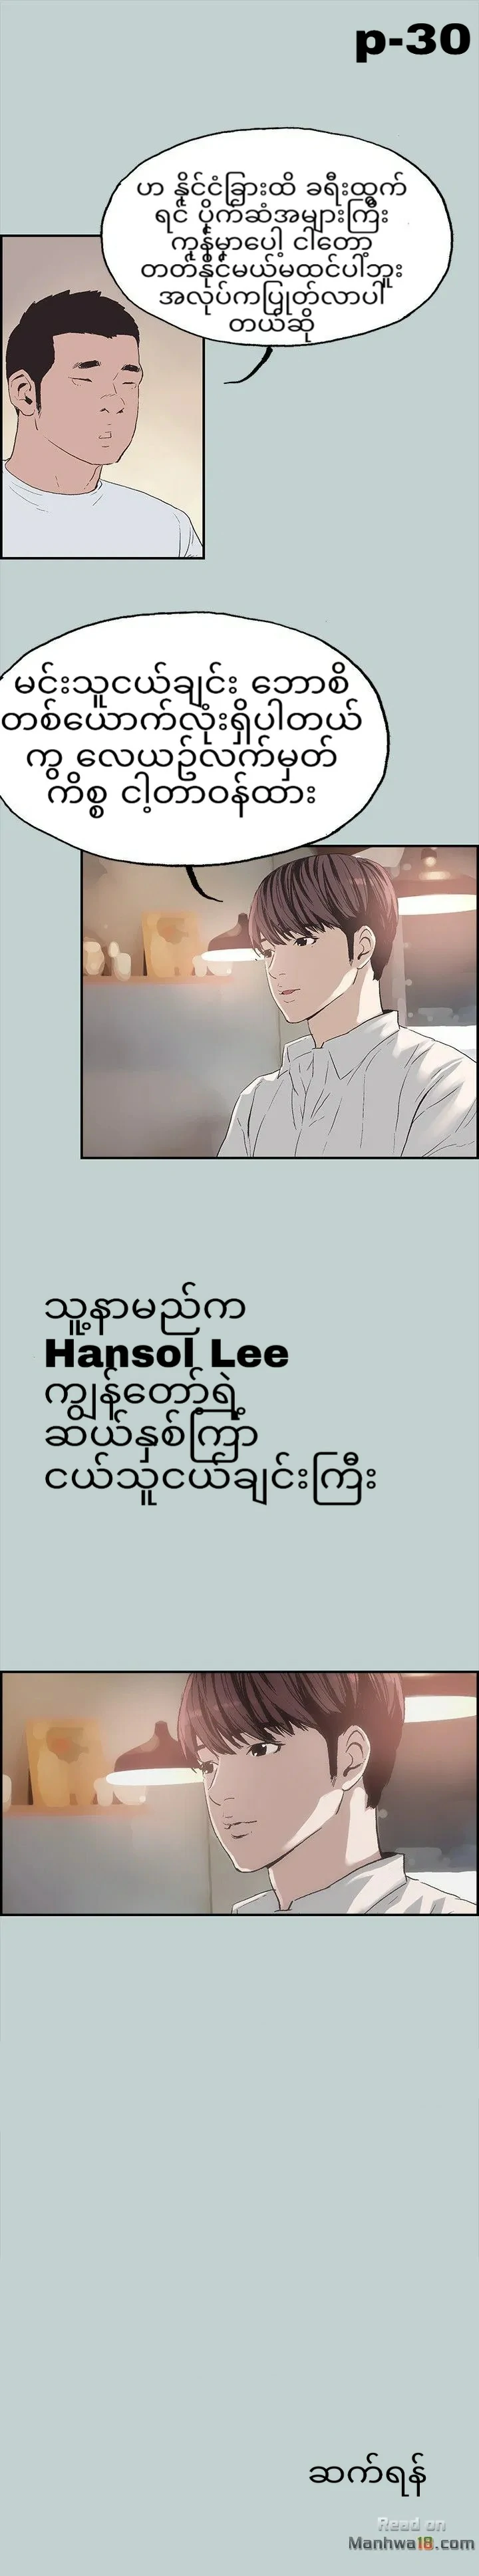 p-30
ဟ နိုင်ငံခြားထိ ခရီးထွက်
ရင် ပိုက်ဆံအများကြီး
ကုန်မှာပေါ့ ငါတော့
တတ်နိုင်မယ်မထင်ပါဘူး
အလုပ်ကပြုတ်လာပါ
တယ်ဆို
မင်းသူငယ်ချင်း ဘောစိ
တစ်ယောက်လုံးရှိပါတယ်
ကွ လေယဥ်လက်မှတ်
ကိစ္စ ငါ့တာဝန်ထား
သူ့နာမည်က
Hansol Lee
ကျွန်တော့်ရဲ့
ဆယ်နှစ်ကြာ
ငယ်သူငယ်ချင်းကြီး
ဆက်ရန်
Read on
Manhwa18.com